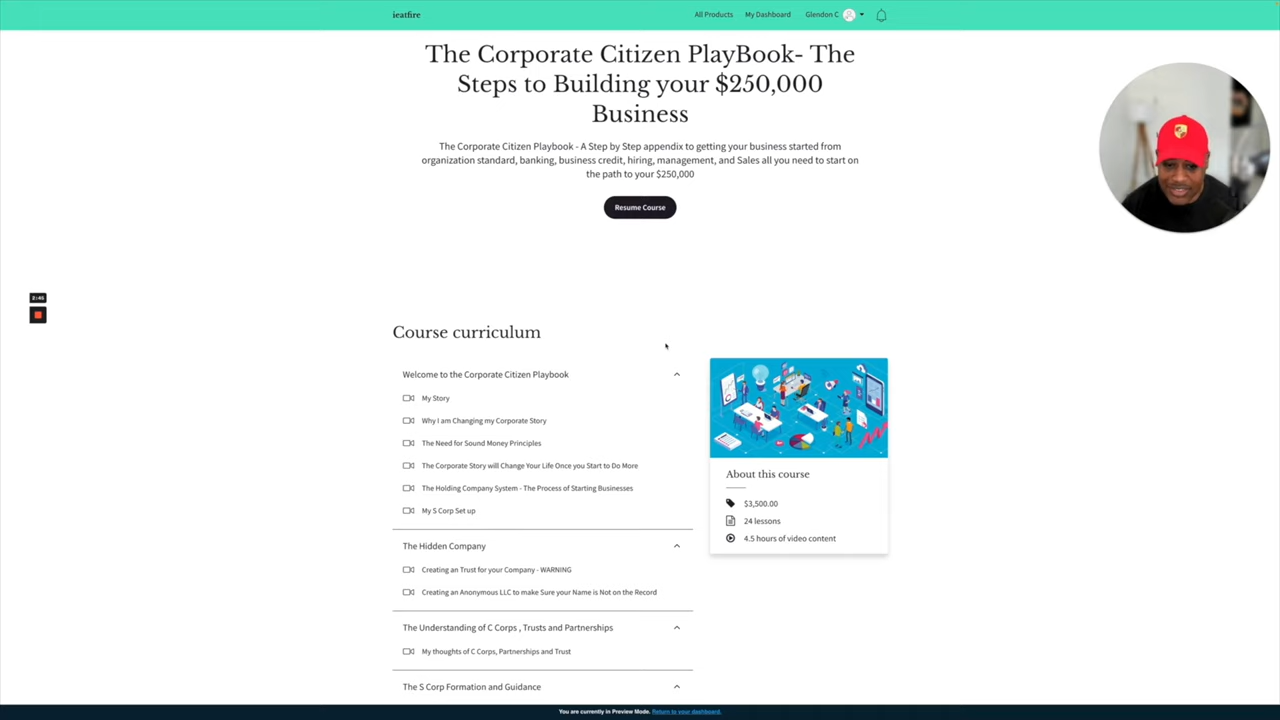 ieatfire
All Products
My Dashboard
Glendon C
The Corporate Citizen PlayBook- The
Steps to Building your $250,000
Business
The Corporate Citizen Playbook - A Step by Step appendix to getting your business started from
organization standard, banking, business credit, hiring, management, and Sales all you need to start on
the path to your $250,000
Resume Course
2:45
Course curriculum
Welcome to the Corporate Citizen Playbook
My Story
Why I am Changing my Corporate Story
The Need for Sound Money Principles
The Corporate Story will Change Your Life Once you Start to Do More
The Holding Company System - The Process of Starting Businesses
My S Corp Set up
The Hidden Company
Creating an Trust for your Company - WARNING
Creating an Anonymous LLC to make Sure your Name is Not on the Record
The Understanding of C Corps , Trusts and Partnerships
My thoughts of C Corps, Partnerships and Trust
The S Corp Formation and Guidance
About this course
$3,500.00
24 lessons
4.5 hours of video content
You are currently in Preview Mode. Return to your dashboard.